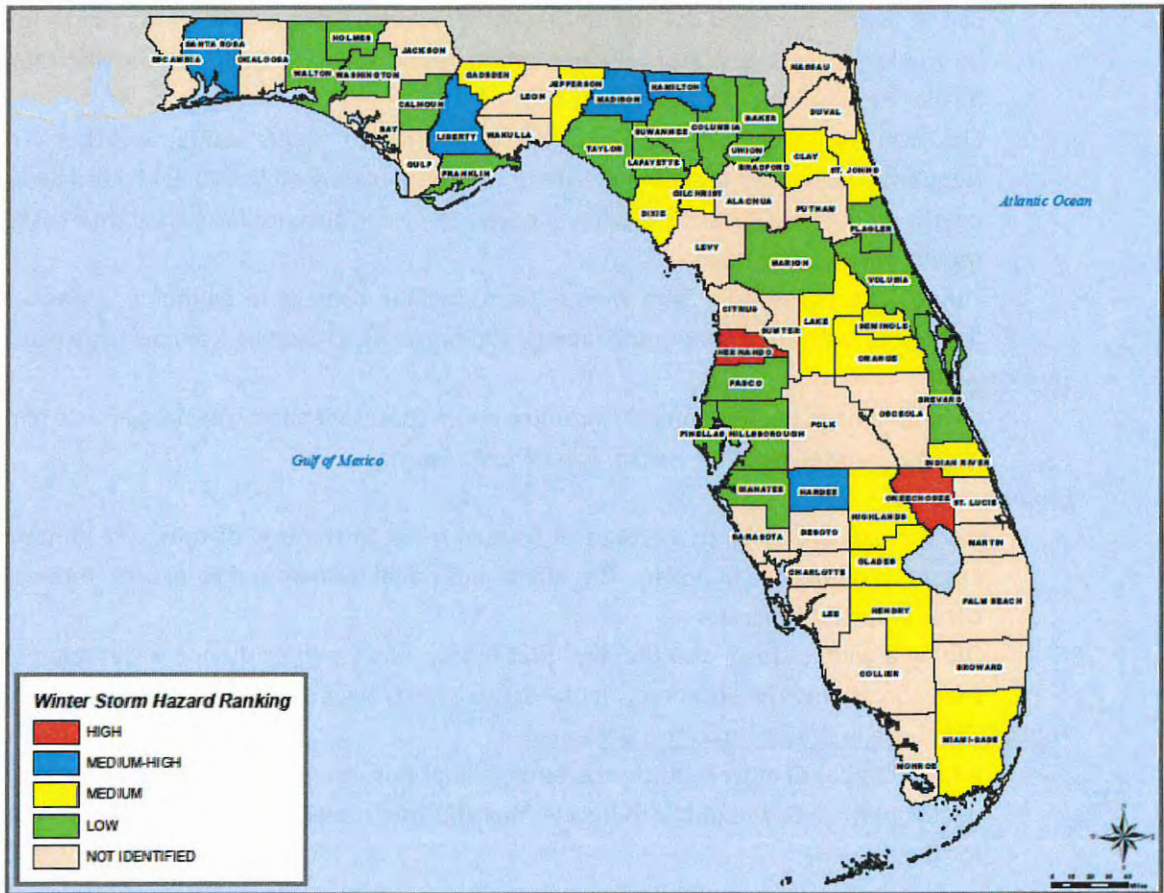 SANTA ROSA
ESCAMBIA
OKALOOSA
HOLMES
WALTON
WASHINGTON
JACKSON
CALHOUN
BAY
GULF
LIBERTY
GADSDEN
LEON
WAKULLA
FRANKLIN
JEFFERSON
MADISON
HAMILTON
TAYLOR
SUWANNEE
LAFAYETTE
COLUMBIA
BAKER
UNION
BRADFORD
NASSAU
DUVAL
CLAY
ST. JOHNS
DIXIE
GILCHRIST
ALACHUA
PUTNAM
FLAGLER
LEVY
MARION
VOLUSIA
CITRUS
SUMTER
LAKE
SEMINOLE
ORANGE
HERNANDO
PASCO
PINELLAS
HILLSBOROUGH
POLK
OSCEOLA
BREVARD
INDIAN RIVER
MANATEE
HARDEE
HIGHLANDS
OKEECHOBEE
ST. LUCIE
SARASOTA
DESOTO
MARTIN
CHARLOTTE
GLADES
LEE
HENDRY
PALM BEACH
COLLIER
BROWARD
MONROE
MIAMI-DADE
Atlantic Ocean
Gulf of Mexico
Winter Storm Hazard Ranking
HIGH
MEDIUM-HIGH
MEDIUM
LOW
NOT IDENTIFIED